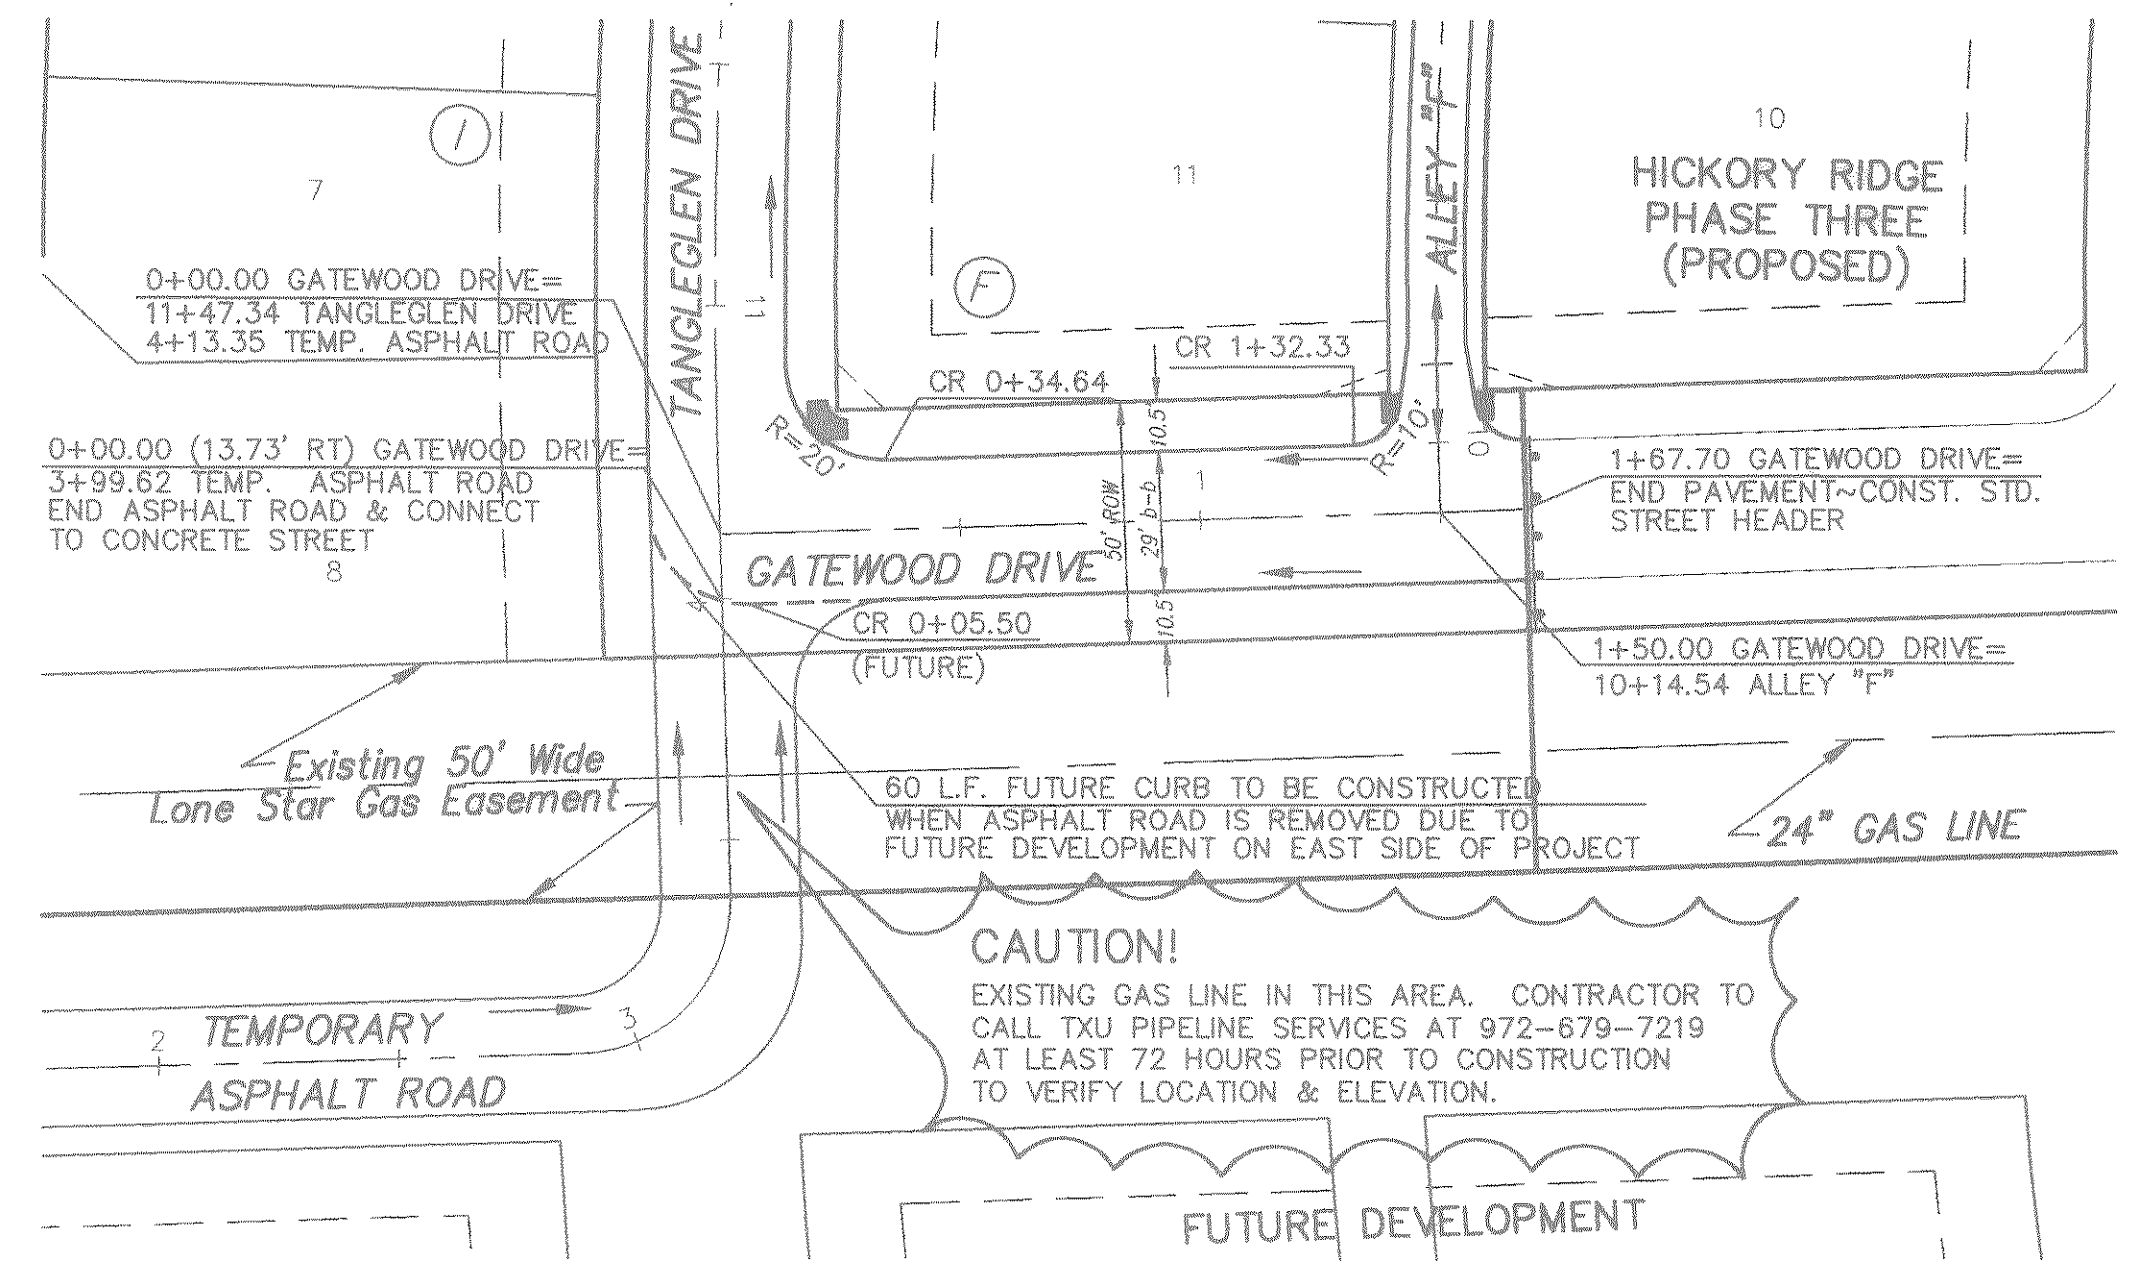 TANGLEGLEN DRIVE
ALLEY "F"
10
HICKORY RIDGE
PHASE THREE
(PROPOSED)
I
7
11
F
0+00.00 GATEWOOD DRIVE=
11+47.34 TANGLEGLEN DRIVE
4+13.35 TEMP. ASPHALT ROAD
11
CR 1+32.33
CR 0+34.64
R=20'
R=10'
10.5'
0+00.00 (13.73' RT) GATEWOOD DRIVE=
3+99.62 TEMP. ASPHALT ROAD
END ASPHALT ROAD & CONNECT
TO CONCRETE STREET
8
10
1
1+67.70 GATEWOOD DRIVE=
END PAVEMENT~CONST. STD.
STREET HEADER
50' ROW
29' b-b
GATEWOOD DRIVE
4
10.5'
CR 0+05.50
(FUTURE)
1+50.00 GATEWOOD DRIVE=
10+14.54 ALLEY "F"
Existing 50' Wide
Lone Star Gas Easement
60 L.F. FUTURE CURB TO BE CONSTRUCTED
WHEN ASPHALT ROAD IS REMOVED DUE TO
FUTURE DEVELOPMENT ON EAST SIDE OF PROJECT
24" GAS LINE
CAUTION!
EXISTING GAS LINE IN THIS AREA. CONTRACTOR TO
CALL TXU PIPELINE SERVICES AT 972-679-7219
AT LEAST 72 HOURS PRIOR TO CONSTRUCTION
TO VERIFY LOCATION & ELEVATION.
2
3
TEMPORARY
ASPHALT ROAD
FUTURE DEVELOPMENT